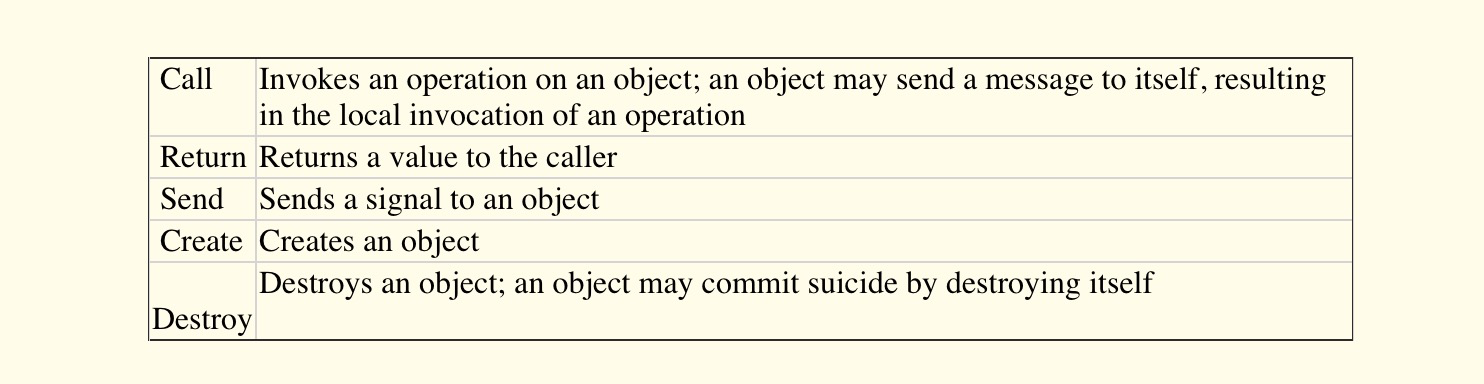 Call Invokes an operation on an object; an object may send a message to itself, resulting
in the local invocation of an operation
Return Returns a value to the caller
Send Sends a signal to an object
Create Creates an object
Destroys an object; an object may commit suicide by destroying itself
Destroy